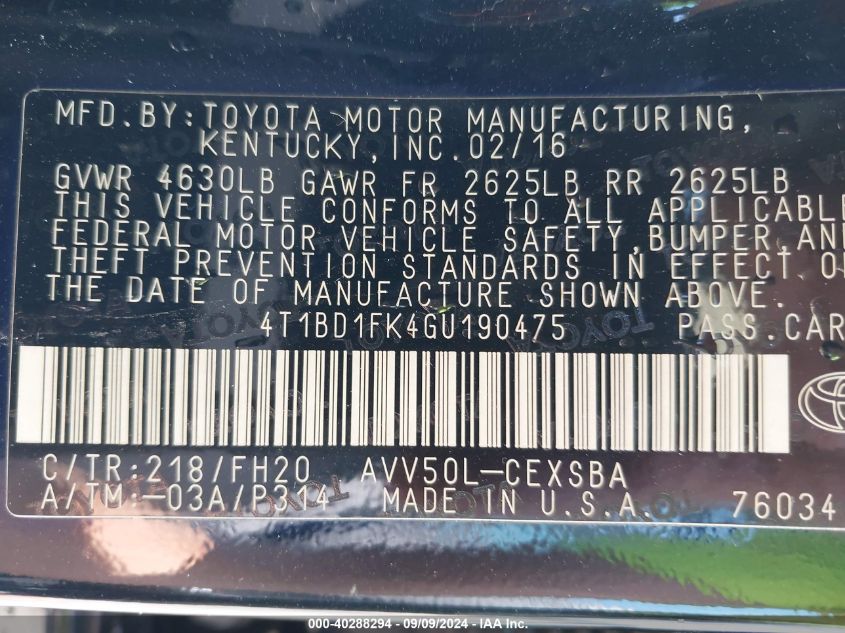 MFD.BY:TOYOTA MOTOR MANUFACTURING,
KENTUCKY,INC.02/16
GVWR 4630LB GAWR FR 2625LB RR 2625LB
THIS VEHICLE CONFORMS TO ALL APPLICABLE
FEDERAL MOTOR VEHICLE SAFETY,BUMPER,AND
THEFT PREVENTION STANDARDS IN EFFECT O
THE DATE OF MANUFACTURE SHOWN ABOVE.
4T1BD1FK4GU190475 PASS.CAR
C/TR:218/FH20 AVV50L-CEXSBA
A/TM:-03A/P314 MADE IN U.S.A. 76034
000-40288294 - 09/09/2024 - IAA Inc.